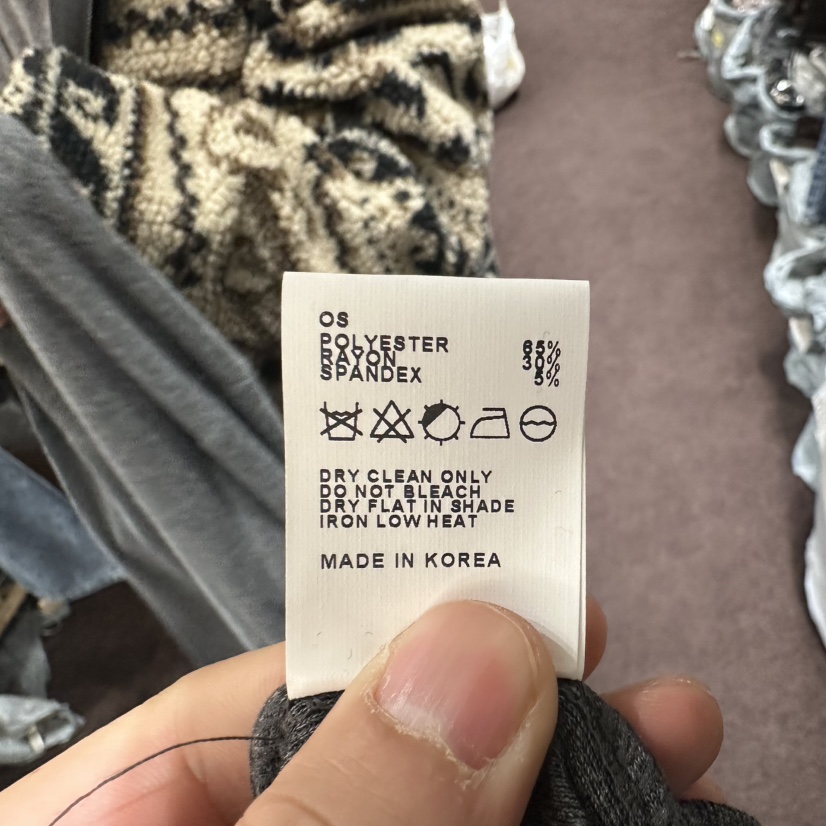 OS
POLYESTER 65%
RAYON 30%
SPANDEX 5%
DRY CLEAN ONLY
DO NOT BLEACH
DRY FLAT IN SHADE
IRON LOW HEAT
MADE IN KOREA